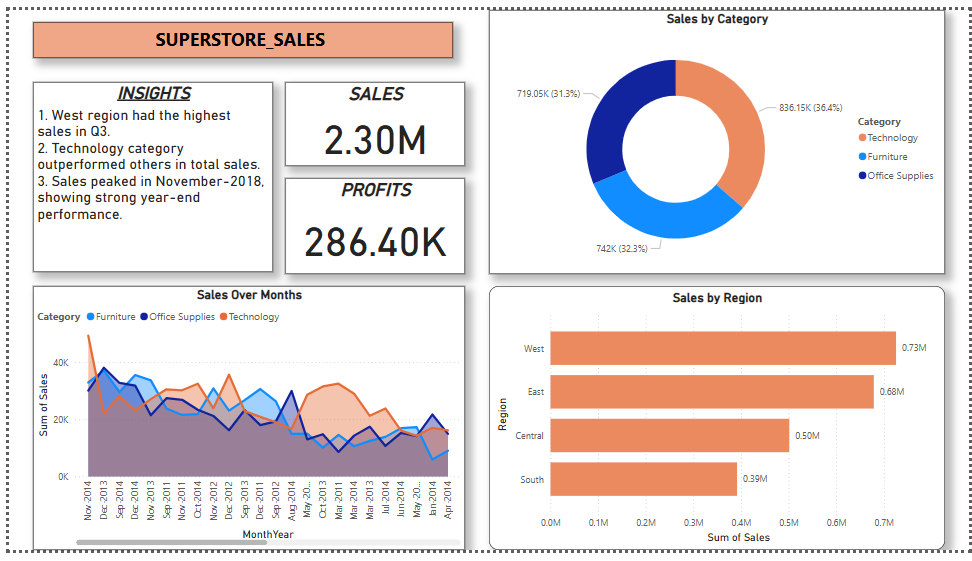 SUPERSTORE_SALES
INSIGHTS
1. West region had the highest
sales in Q3.
2. Technology category
outperformed others in total sales.
3. Sales peaked in November-2018,
showing strong year-end
performance.
SALES
2.30M
PROFITS
286.40K
Sales by Category
719.05K (31.3%)
836.15K (36.4%)
742K (32.3%)
Category
Technology
Furniture
Office Supplies
Sales Over Months
Category Furniture Office Supplies Technology
Sum of Sales
40K
20K
0K
Nov-2014
Dec-2013
Sep-2014
Dec-2014
Nov-2013
Sep-2013
Nov-2011
Oct-2014
Nov-2012
Dec-2012
Sep-2013
Dec-2011
Sep-2012
Aug-2014
May-20...
Oct-2013
Mar-2011
Mar-2014
Mar-2013
Jul-2014
Jun-2014
May-20...
Jan-2014
Apr-2014
MonthYear
Sales by Region
Region
West
East
Central
South
0.73M
0.68M
0.50M
0.39M
0.0M
0.1M
0.2M
0.3M
0.4M
0.5M
0.6M
0.7M
Sum of Sales